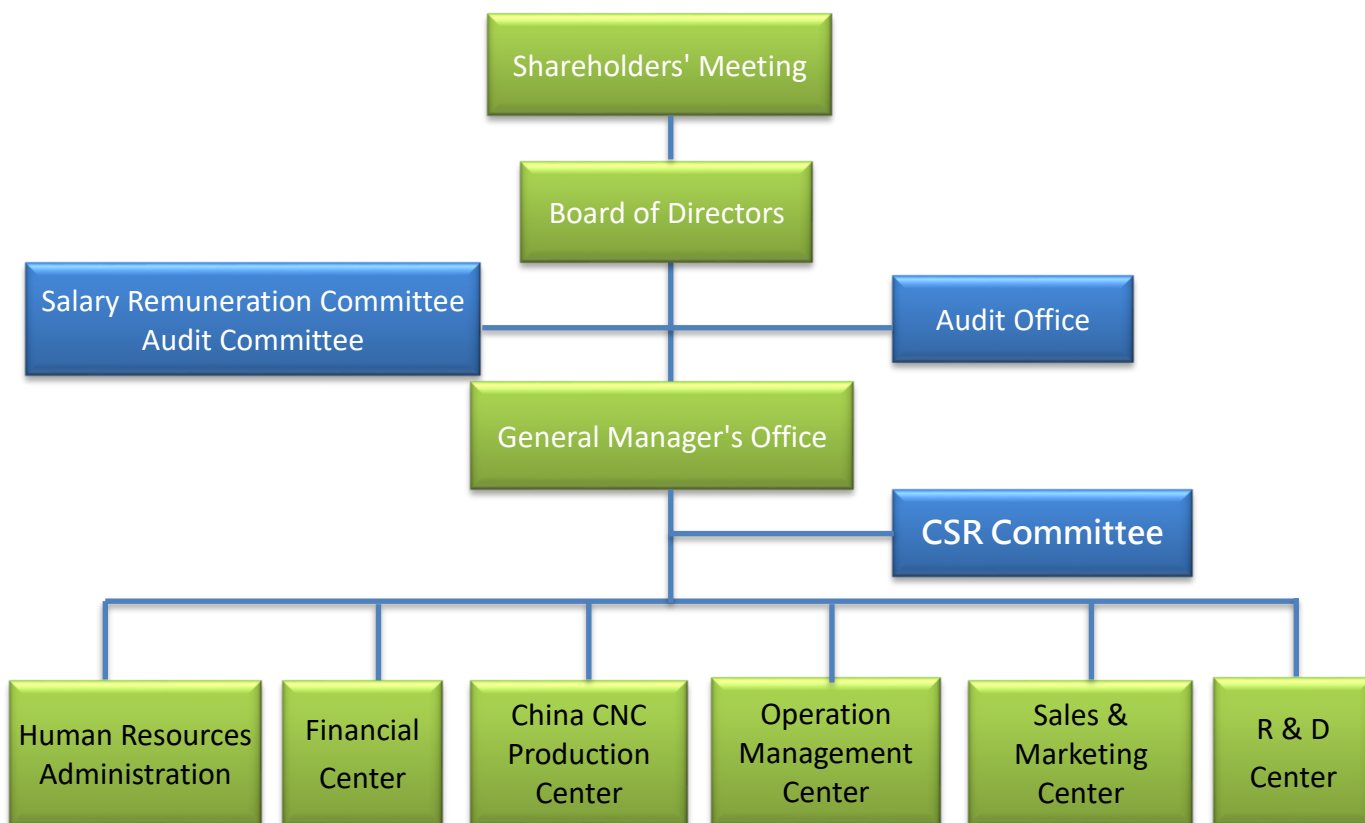 Shareholders' Meeting
Board of Directors
Salary Remuneration Committee
Audit Committee
Audit Office
General Manager's Office
CSR Committee
Human Resources
Administration
Financial
Center
China CNC
Production
Center
Operation
Management
Center
Sales &
Marketing
Center
R & D
Center